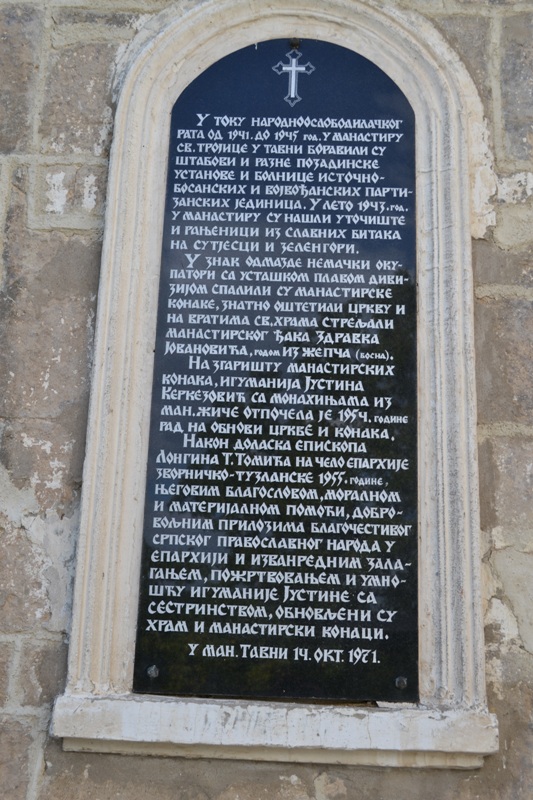 У току народноослободилачког
рата од 1941. до 1945 год. у манастиру
св. тројице у Тавни боравили су
штабови и разне позадинске
установе и болнице источно-
босанских и војвођанских парти-
занских јединица. У лето 1943. год.
у манастиру су нашли уточиште
и рањеници из славних битака
на сутјесци и зеленгори.
У знак одмазде немачки оку-
патори са усташком плавом диви-
зијом спалили су манастирске
конаке, знатно оштетили цркву и
на вратима св. храма стрељали
манастирског ђака Здравка
Јовановића, годом из Жепча (босна).
На згаришту манастирских
конака, игуманија Јустина
Керкезовић са монахињама из
ман. Жиче отпочела је 1954. године
рад на обнови цркве и конака.
Након доласка епископа
Лонгина Т. Томића на чело епархије
зворничко-тузланске 1955. године,
његовим благословом, моралном
и материјалном помоћи, добро-
вољним прилозима благочестивог
српског православног народа у
епархији и изванредним зала-
гањем, пожртвовањем и умно-
шћу игуманије Јустине са
сестринством, обновљени су
храм и манастирски конаци.
У ман. Тавни 14. окт. 1971.